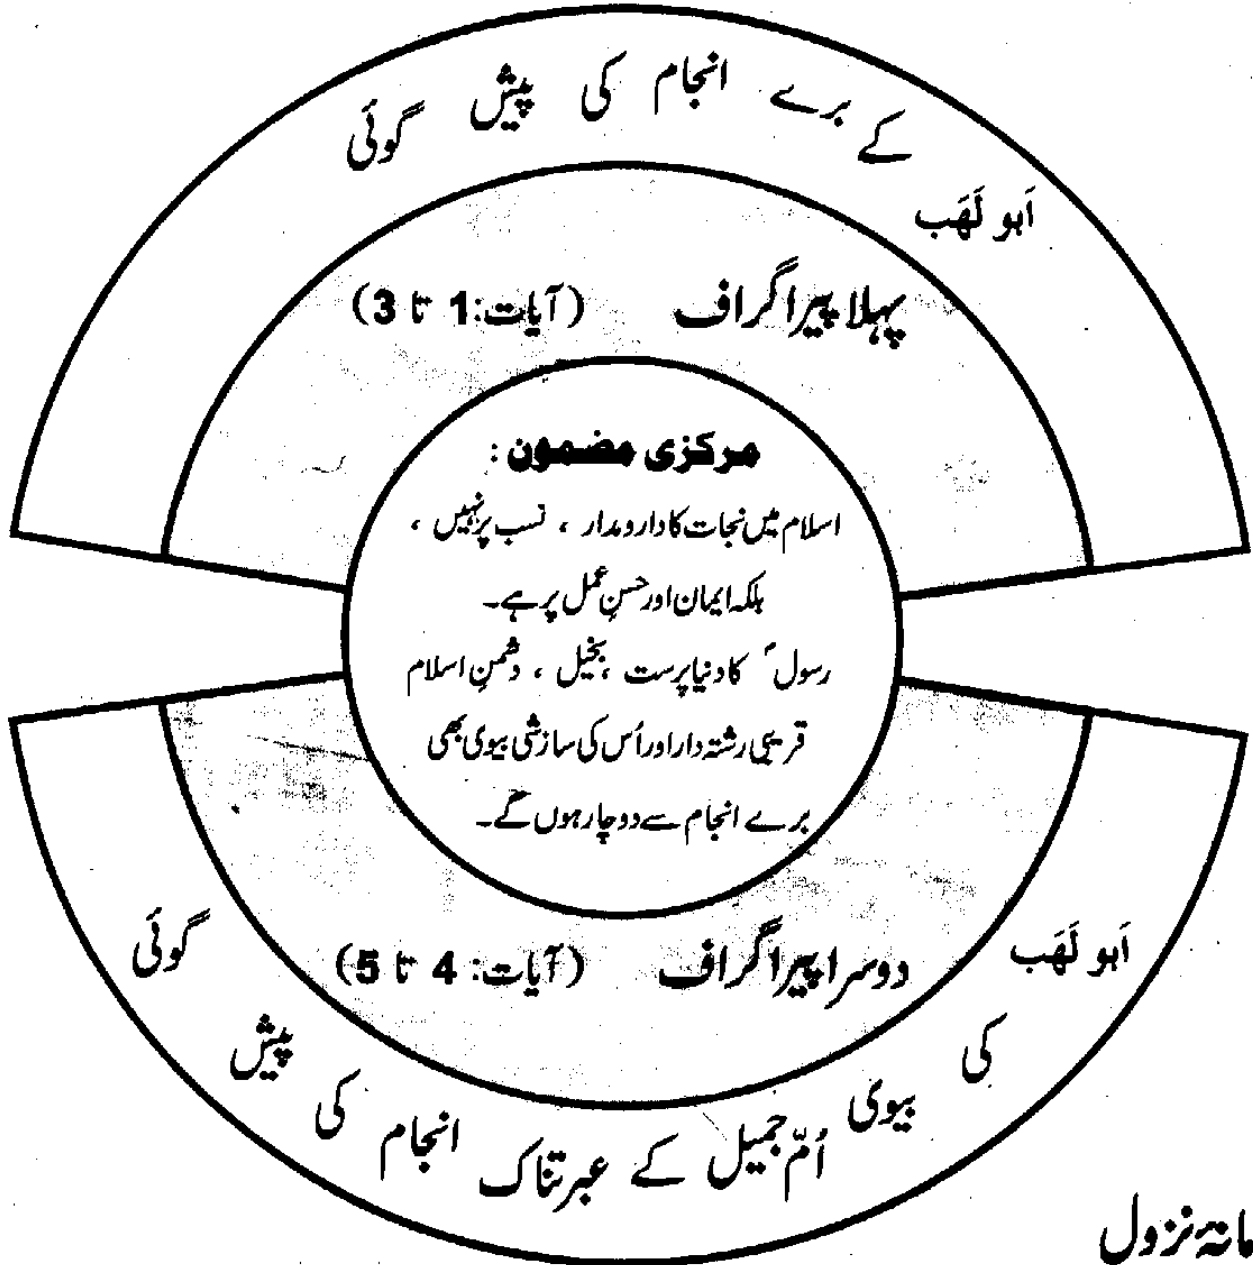 اَبو لَهَب کے برے انجام کی پیش گوئی
پہلا پیراگراف (آیات: 1 تا 3)
مرکزی مضمون :
اسلام میں نجات کا دارومدار ، نسب پر نہیں ،
بلکہ ایمان اور حسنِ عمل پر ہے۔
رسولؐ کا دنیا پرست ، بخیل ، دشمنِ اسلام
قریبی رشتہ دار اور اُس کی سازشی بیوی بھی
برے انجام سے دوچار ہوں گے۔
دوسرا پیراگراف (آیات: 4 تا 5)
اَبو لَهَب کی بیوی اُمّ جمیل کے عبرتناک انجام کی پیش گوئی
نزول